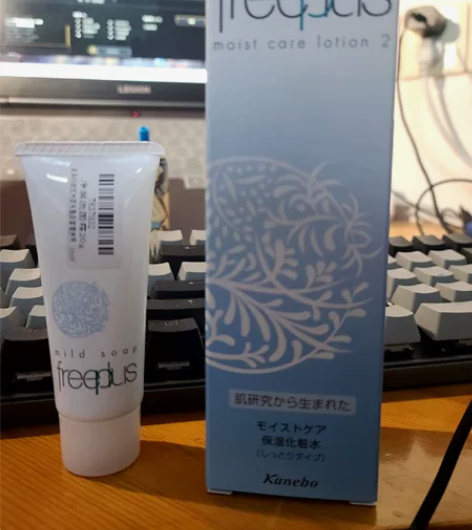 freeplus
moist care lotion 2
LEGION
mild soap
freeplus
肌研究から生まれた
モイストケア
保湿化粧水
(しっとりタイプ)
Kanebo